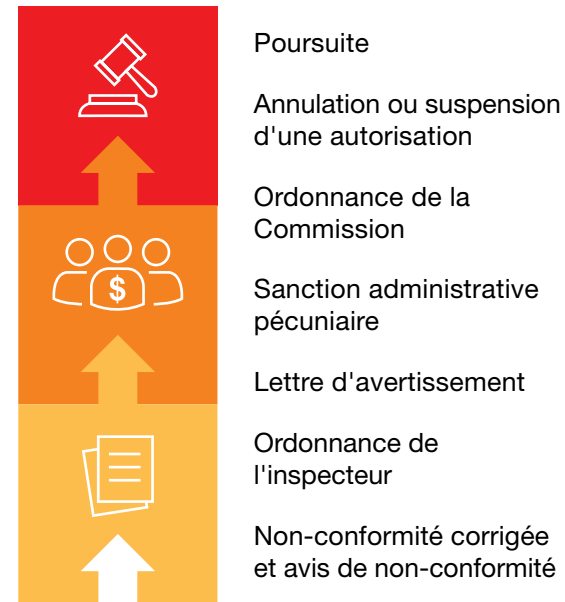 Poursuite
Annulation ou suspension
d'une autorisation
Ordonnance de la
Commission
$
Sanction administrative
pécuniaire
Lettre d'avertissement
Ordonnance de
l'inspecteur
Non-conformité corrigée
et avis de non-conformité